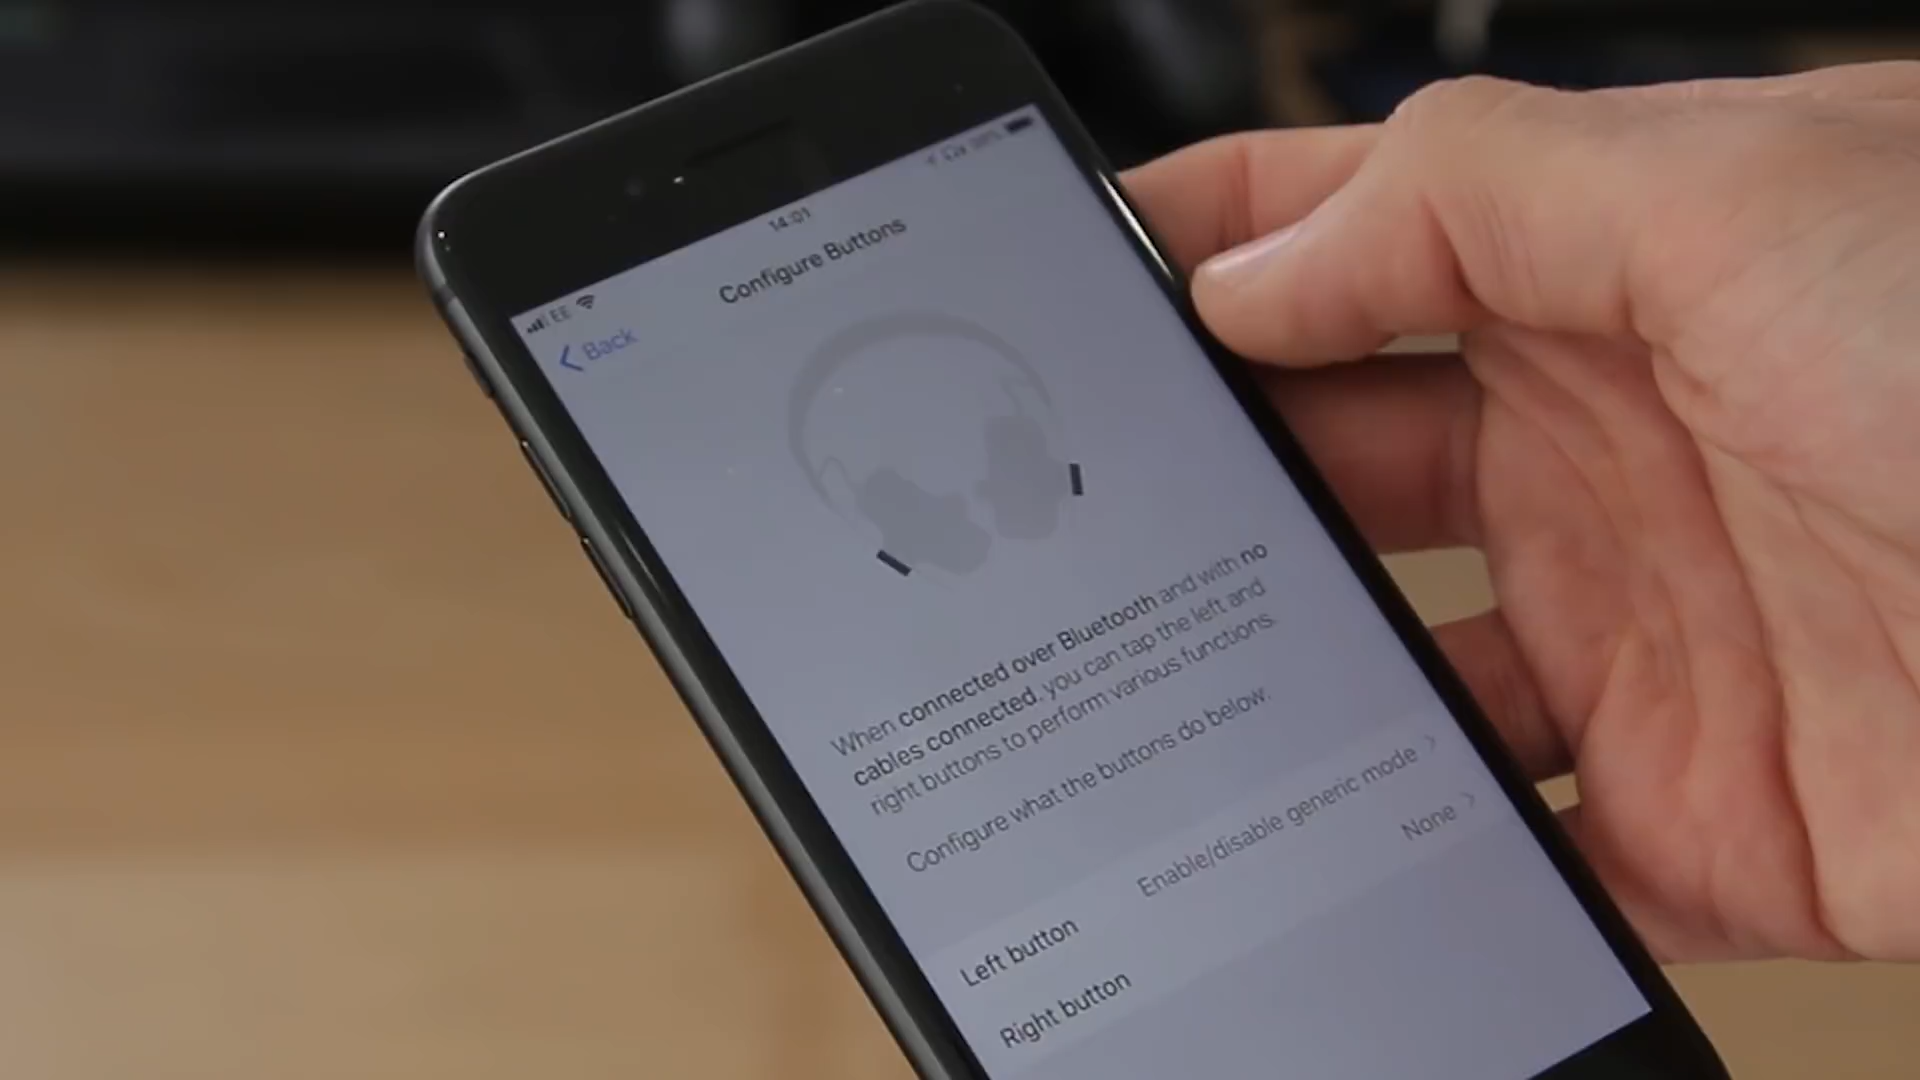 EE
14:01
Back
Configure Buttons
When connected over Bluetooth and with no
cables connected, you can tap the left and
right buttons to perform various functions.
Configure what the buttons do below.
Left button Enable/disable generic mode
Right button None